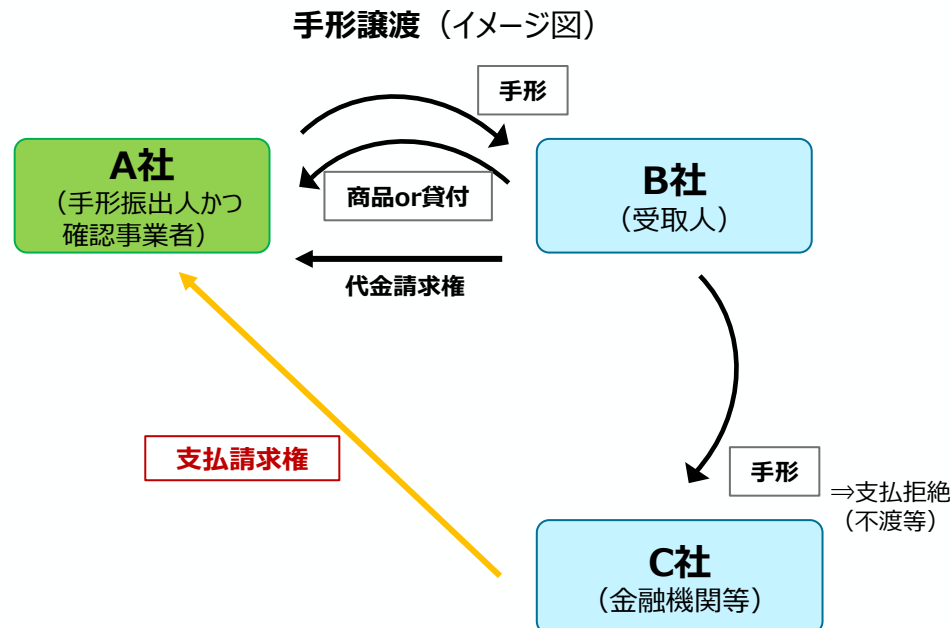 手形譲渡（イメージ図）
手形
A社
（手形振出人かつ
確認事業者）
商品or貸付
B社
（受取人）
代金請求権
支払請求権
手形
⇒支払拒絶
（不渡等）
C社
（金融機関等）